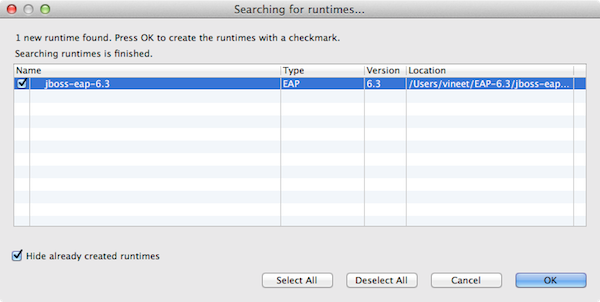 Searching for runtimes...
1 new runtime found. Press OK to create the runtimes with a checkmark.
Searching runtimes is finished.
Name Type Version Location
jboss-eap-6.3 EAP 6.3 /Users/vineet/EAP-6.3/jboss-eap...
Hide already created runtimes
Select All Deselect All Cancel OK